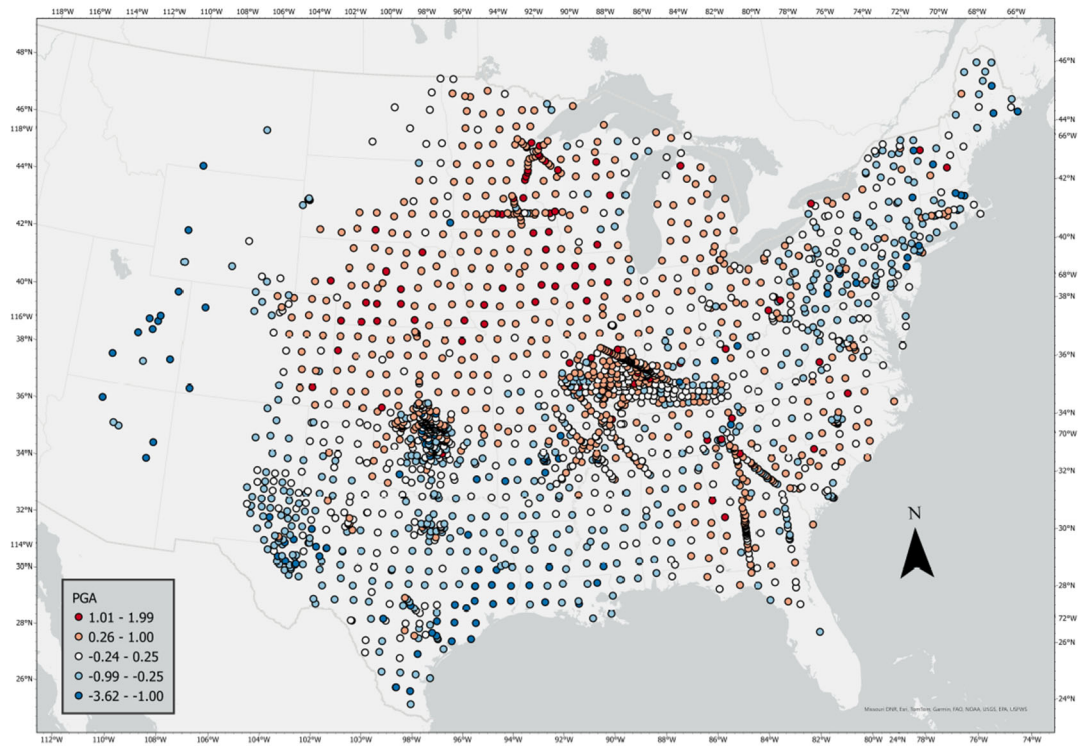 118°W 116°W 114°W 112°W 110°W 108°W 106°W 104°W 102°W 100°W 98°W 96°W 94°W 92°W 90°W 88°W 86°W 84°W 82°W 80°W 78°W 76°W 74°W 72°W 70°W 68°W 66°W
48°N 46°N
46°N
118°W 44°N
66°W
44°N 42°N
42°N 40°N
68°W
40°N 38°N
116°W
38°N 36°N
36°N 34°N
70°W
34°N 32°N
32°N N
114°W 30°N
30°N 28°N
PGA
1.01 - 1.99
0.26 - 1.00
-0.24 - 0.25
-0.99 - -0.25
-3.62 - -1.00
28°N 72°W
26°N
26°N 24°N
Missouri DNR, Esri, TomTom, Garmin, FAO, NOAA, USGS, EPA, USFWS
112°W 110°W 108°W 106°W 104°W 102°W 100°W 98°W 96°W 94°W 92°W 90°W 88°W 86°W 84°W 82°W 80°W 24°N 78°W 76°W 74°W